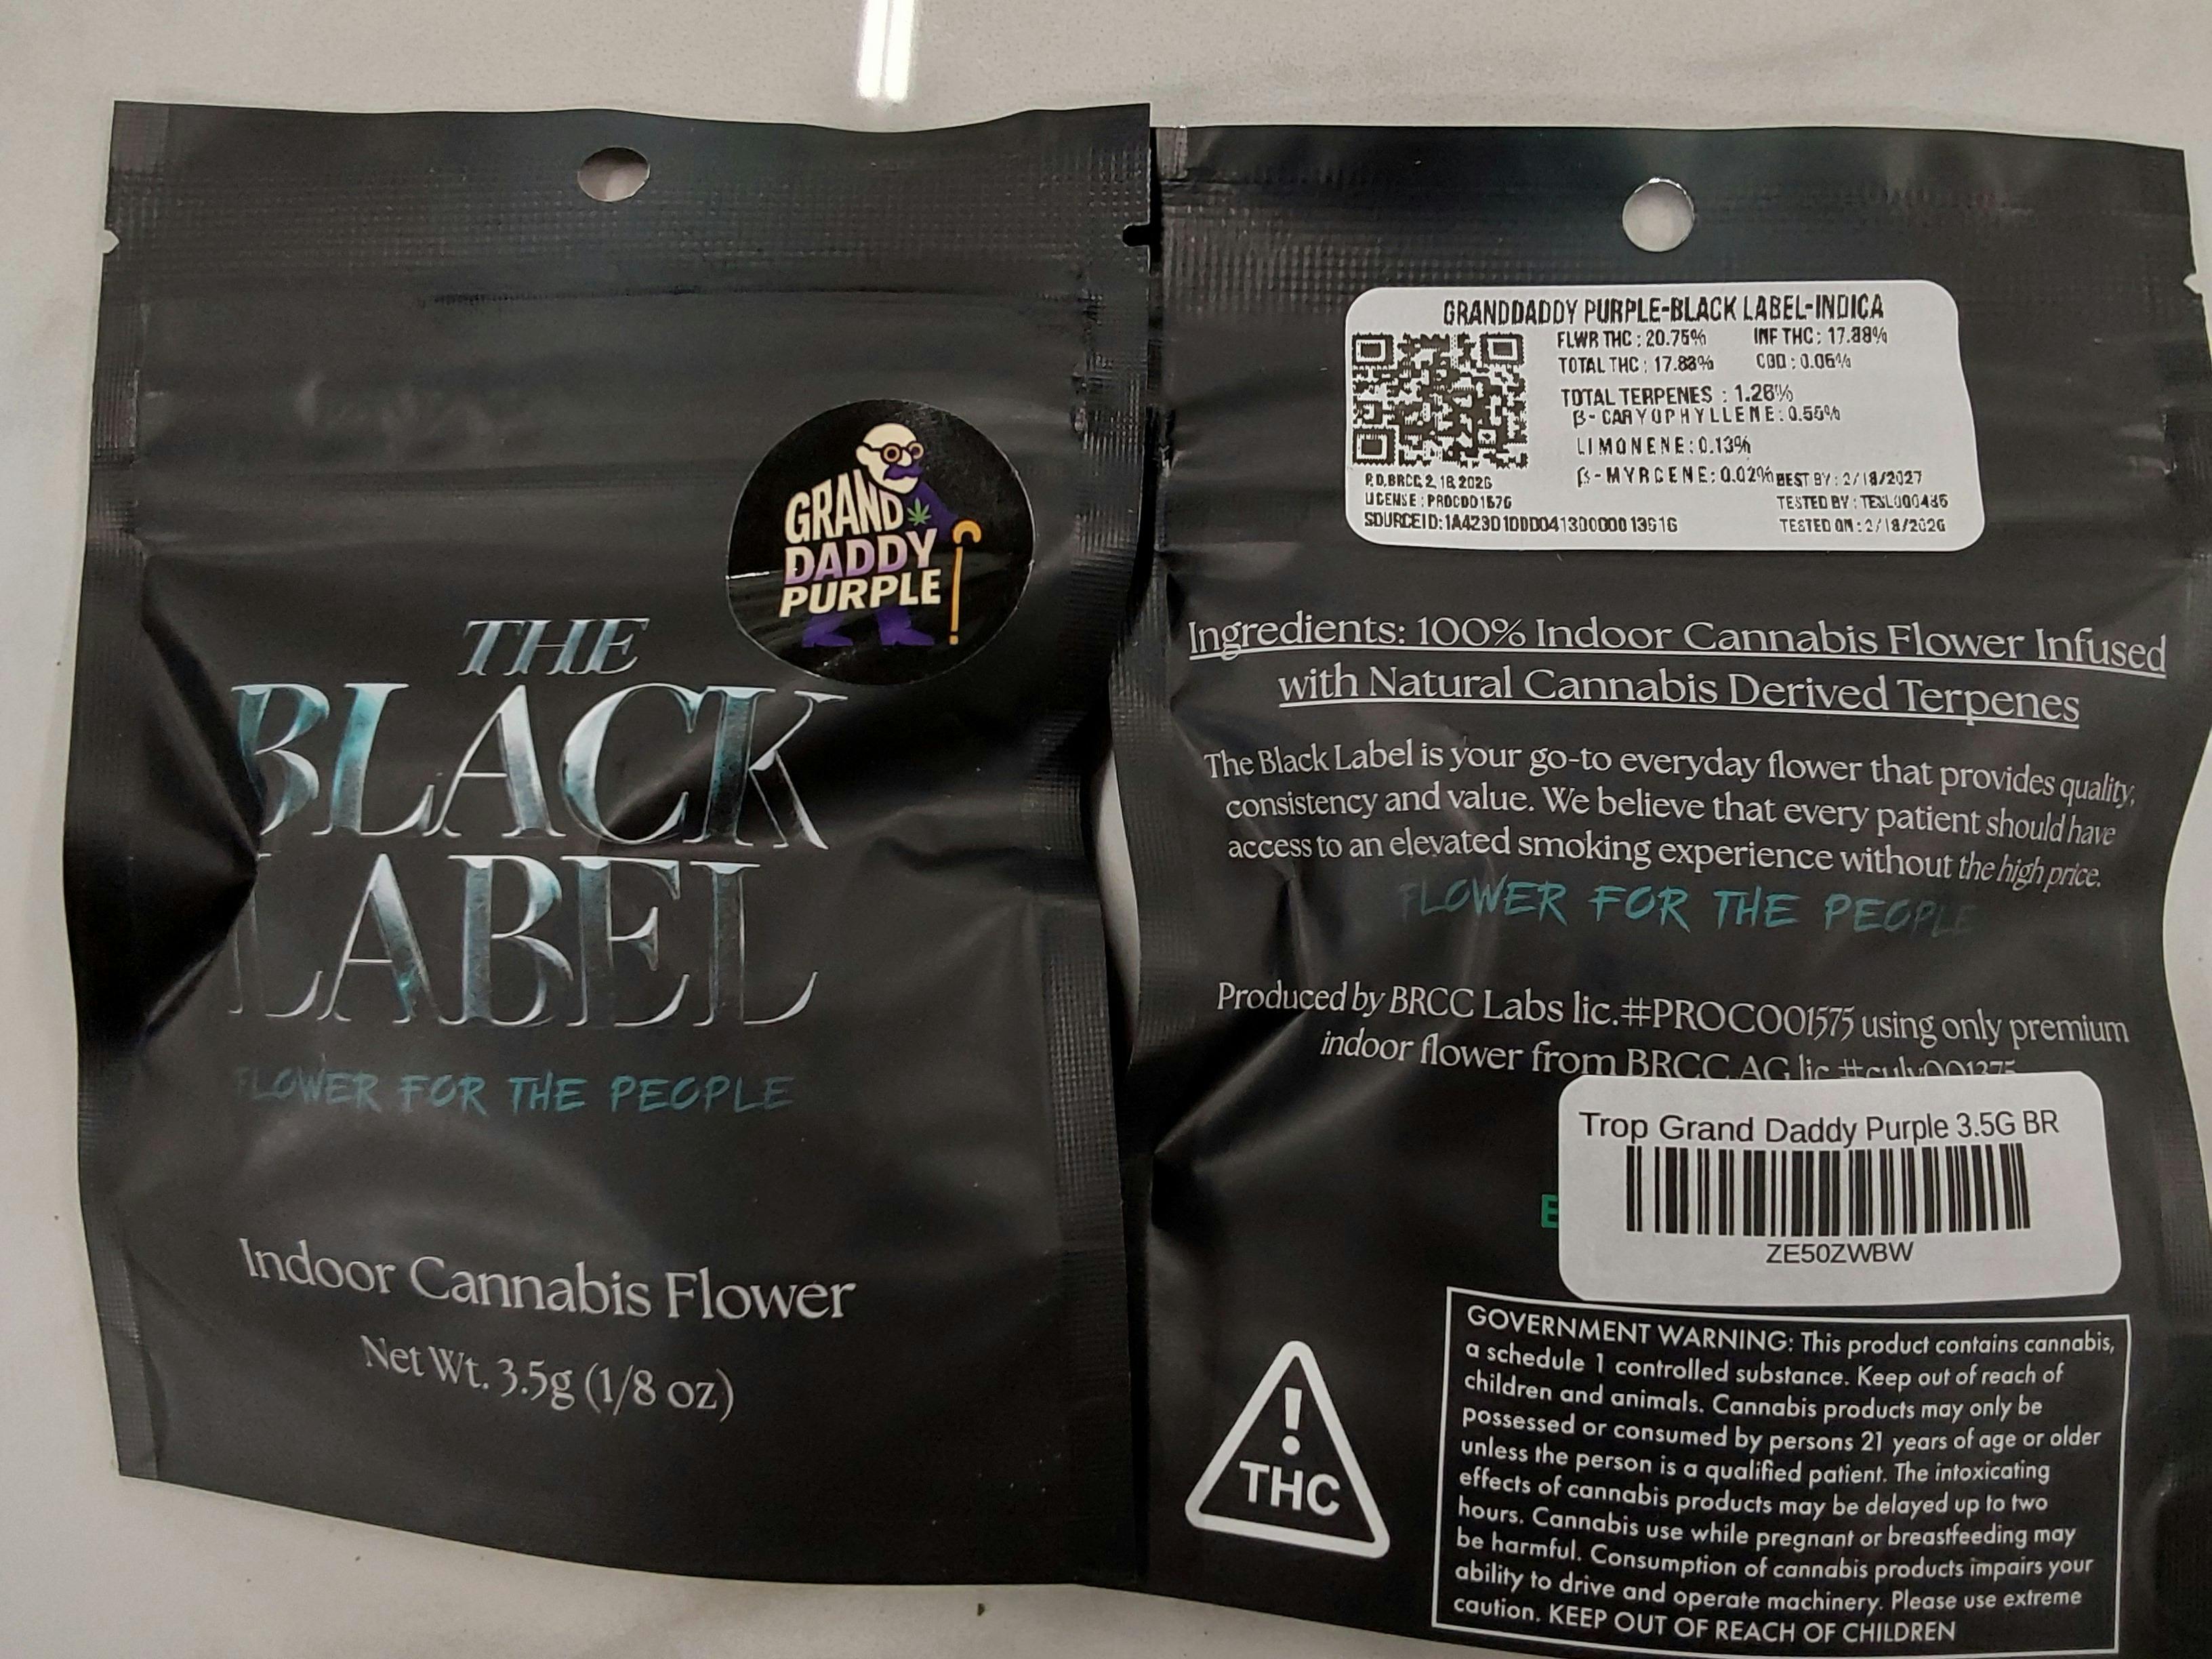 GRAND
DADDY
PURPLE
THE
BLACK
LABEL
FLOWER FOR THE PEOPLE
Indoor Cannabis Flower
Net Wt. 3.5g (1/8 oz)
GRANDDADDY PURPLE-BLACK LABEL-INDICA
FLWR THC : 20.75% INF THC : 17.88%
TOTAL THC : 17.88% CBD : 0.06%
TOTAL TERPENES : 1.26%
β-CARYOPHYLLENE:0.55%
LIMONENE:0.13%
β-MYRCENE:0.02% BEST BY : 2/18/2027
P.D.BRCC 2.18.2026
LICENSE : TESTED BY :
SOURCEID: TESTED ON : 2/18/2026
Ingredients: 100% Indoor Cannabis Flower Infused
with Natural Cannabis Derived Terpenes
The Black Label is your go-to everyday flower that provides quality,
consistency and value. We believe that every patient should have
access to an elevated smoking experience without the high price.
FLOWER FOR THE PEOPLE
Produced by BRCC Labs lic.#PROC001575 using only premium
indoor flower from BRCC AG lic
Trop Grand Daddy Purple 3.5G BR
ZE50ZWBW
GOVERNMENT WARNING: This product contains cannabis,
a schedule 1 controlled substance. Keep out of reach of
children and animals. Cannabis products may only be
possessed or consumed by persons 21 years of age or older
unless the person is a qualified patient. The intoxicating
effects of cannabis products may be delayed up to two
hours. Cannabis use while pregnant or breastfeeding may
be harmful. Consumption of cannabis products impairs your
ability to drive and operate machinery. Please use extreme
caution. KEEP OUT OF REACH OF CHILDREN
!
THC